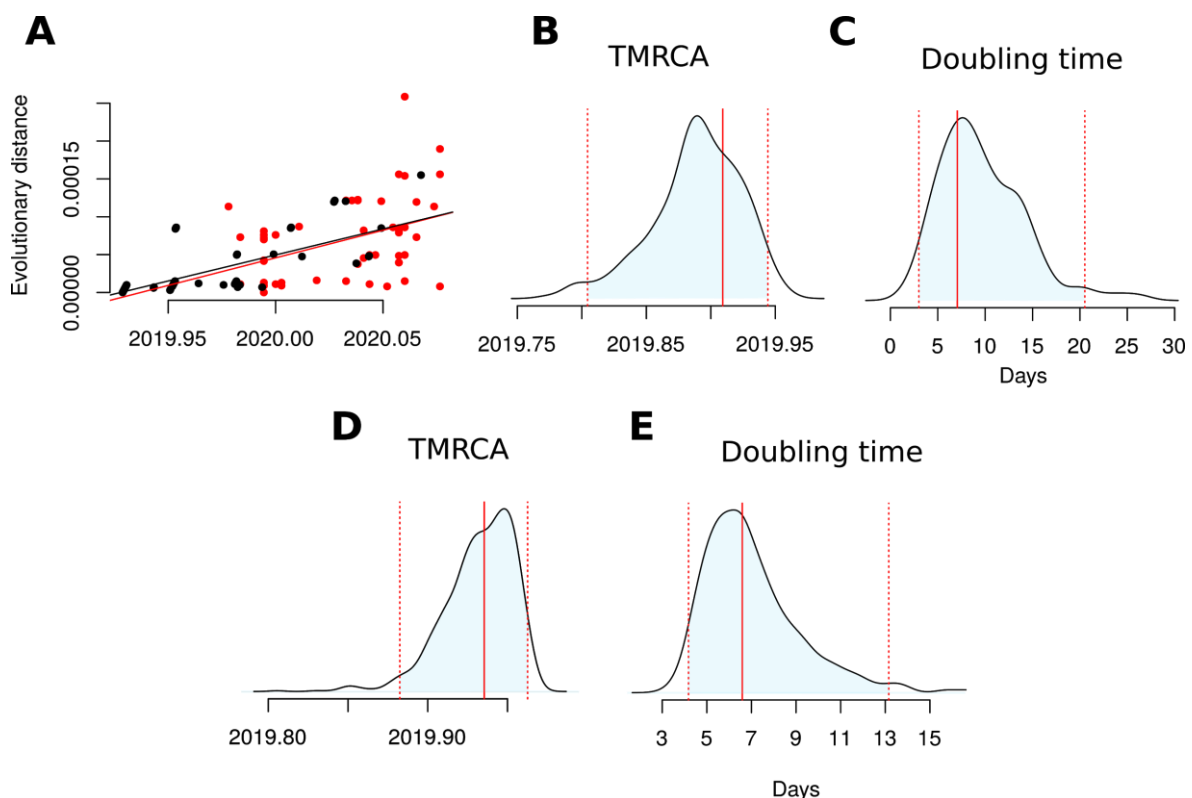 A
Evolutionary distance
0.00015
0.00000
2019.95 2020.00 2020.05
B
TMRCA
2019.75 2019.85 2019.95
C
Doubling time
0 5 10 15 20 25 30
Days
D
TMRCA
2019.80 2019.90
E
Doubling time
3 5 7 9 11 13 15
Days